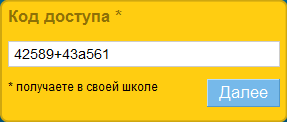 Код доступа *
42589+43a561
* получаете в своей школе
Далее